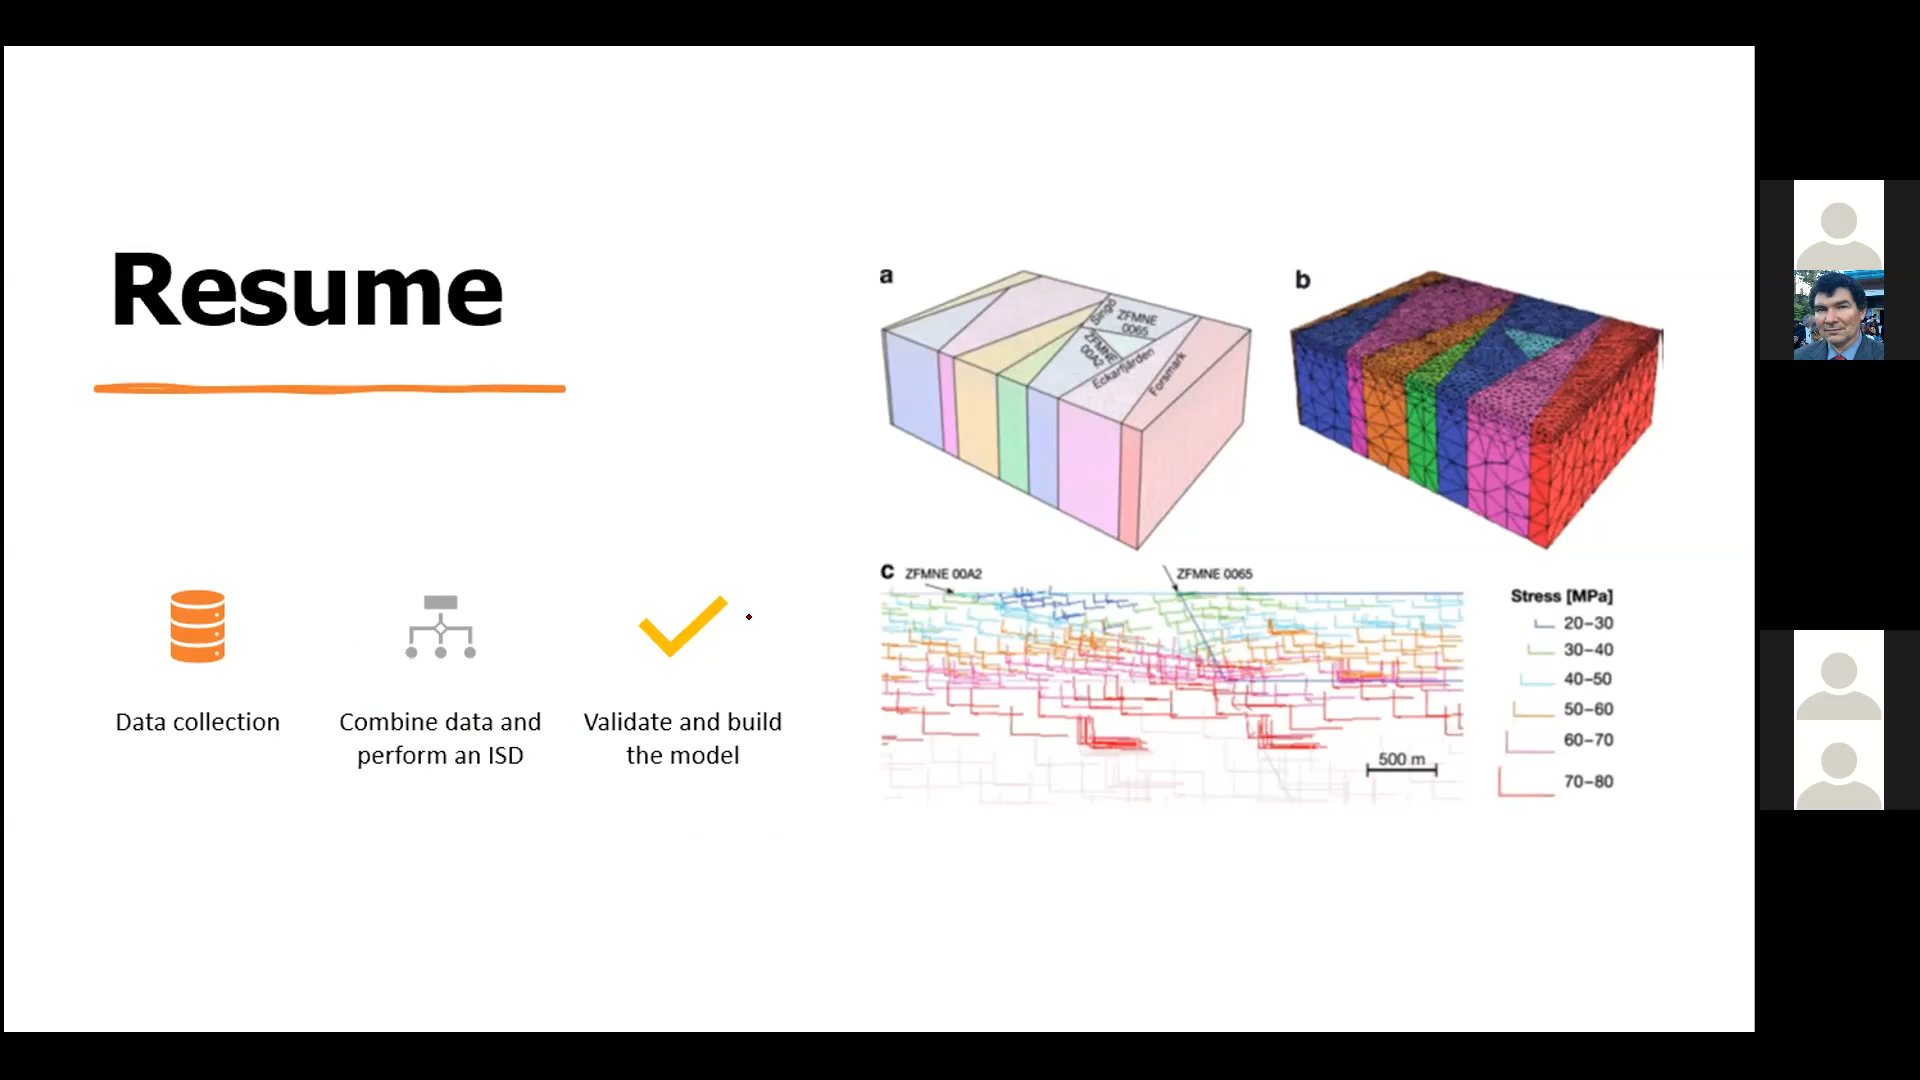 Resume
Data collection
Combine data and
perform an ISD
Validate and build
the model
a
Singo
ZFMNE
0065
ZFMNE
00A2
Eckarfjärden
Forsmark
b
c
ZFMNE 00A2
ZFMNE 0065
500 m
Stress [MPa]
20–30
30–40
40–50
50–60
60–70
70–80